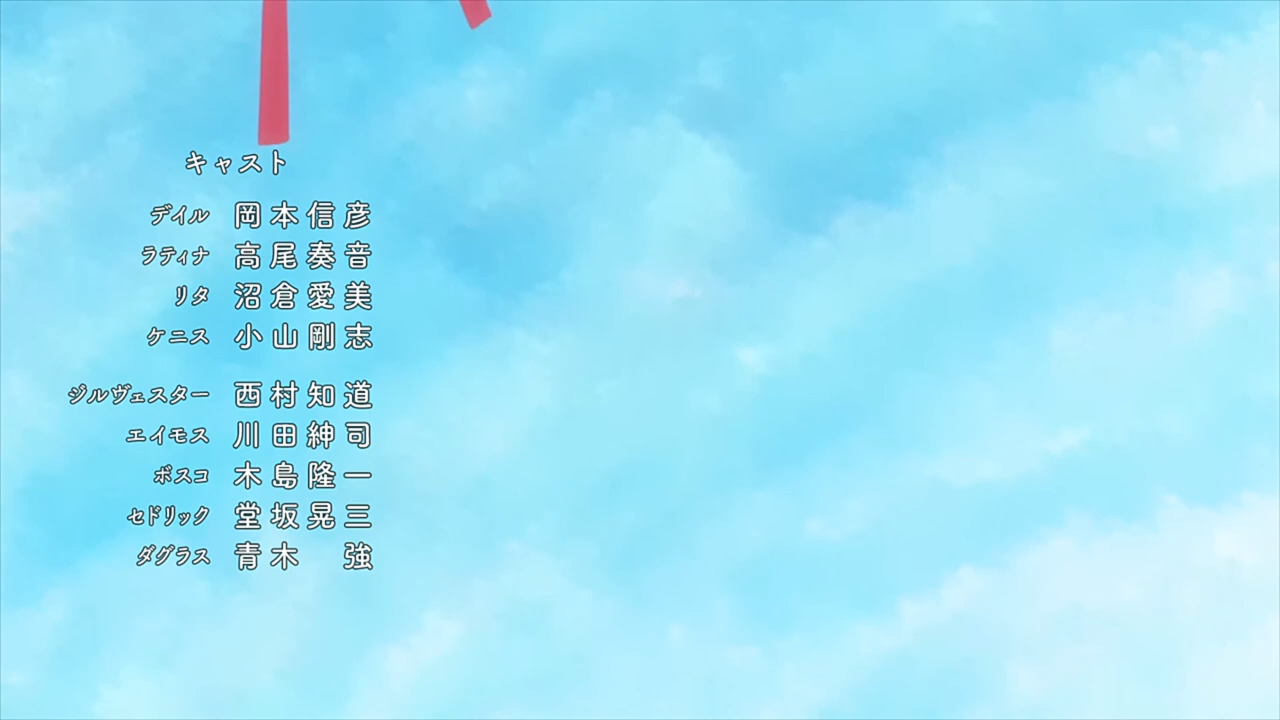 キャスト
デイル 岡本信彦
ラティナ 高尾奏音
リタ 沼倉愛美
ケニス 小山剛志
ジルヴェスター 西村知道
エイモス 川田紳司
ボスコ 木島隆一
セドリック 堂坂晃三
ダグラス 青木 強